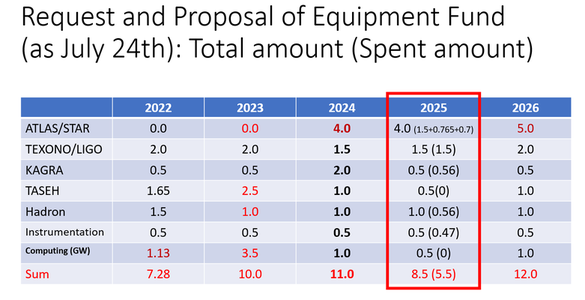 Request and Proposal of Equipment Fund
(as July 24th): Total amount (Spent amount)
2022 2023 2024 2025 2026
ATLAS/STAR 0.0 0.0 4.0 4.0 (1.5+0.765+0.7) 5.0
TEXONO/LIGO 2.0 2.0 1.5 1.5 (1.5) 2.0
KAGRA 0.5 0.5 2.0 0.5 (0.56) 0.5
TASEH 1.65 2.5 1.0 0.5(0) 1.0
Hadron 1.5 1.0 1.0 1.0 (0.56) 1.0
Instrumentation 0.5 0.5 0.5 0.5 (0.47) 0.5
Computing (GW) 1.13 3.5 1.0 0.5 (0) 1.0
Sum 7.28 10.0 11.0 8.5 (5.5) 12.0